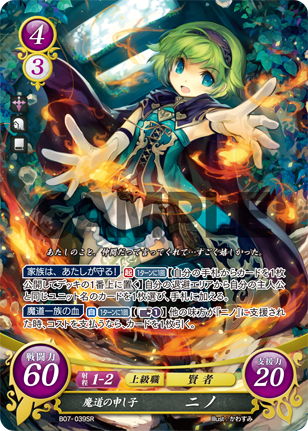 4
3
SAMPLE
あたしのこと、仲間だって言ってくれて…すごく嬉しかった。
家族は、あたしが守る! 起 1ターンに1回 【自分の手札からカードを1枚
公開してデッキの1番上に置く】自分の退避エリアから自分の主人公
と同じユニット名のカードを1枚選び、手札に加える。
魔道一族の血 自 1ターンに1回 【③】他の味方が『ニノ』に支援され
た時、コストを支払うなら、カードを1枚引く。
戦闘力 60
射程 1-2 上級職 賢者
支援力 20
魔道の申し子 ニノ
B07-039SR Illust.かわすみ